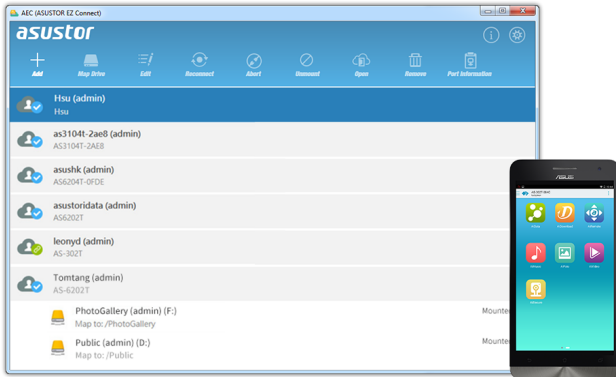 AEC (ASUSTOR EZ Connect)
asustor
Add Map Drive Edit Reconnect Abort Unmount Open Remove Port Information
Hsu (admin)
Hsu
as3104t-2ae8 (admin)
AS3104T-2AE8
asushk (admin)
AS6204T-0FDE
asustoridata (admin)
AS6202T
leonyd (admin)
AS-302T
Tomtang (admin)
AS-6202T
PhotoGallery (admin) (F:)
Map to: /PhotoGallery
Public (admin) (D:)
Map to: /Public
ASUS